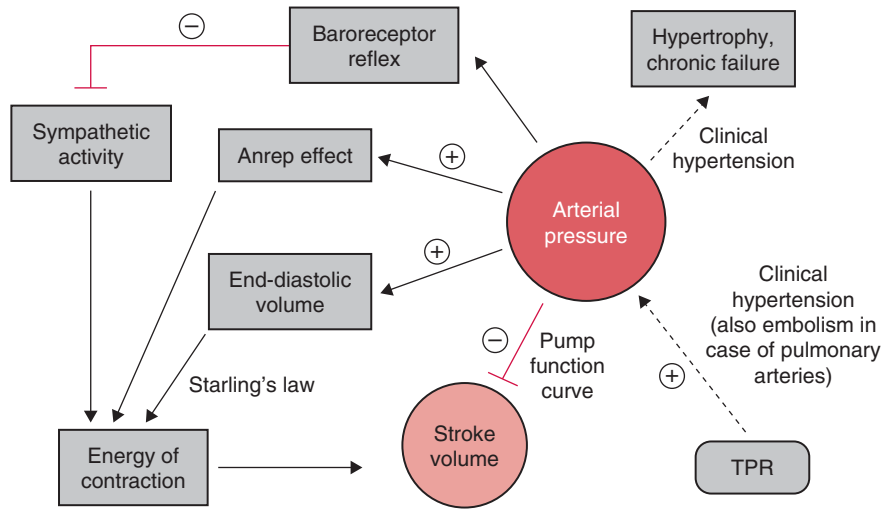 −
Baroreceptor
reflex
Hypertrophy,
chronic failure
Sympathetic
activity
Anrep effect
+
Clinical
hypertension
Arterial
pressure
End-diastolic
volume
+
Clinical
hypertension
(also embolism in
case of pulmonary
arteries)
+
−
Pump
function
curve
Starling's law
Energy of
contraction
Stroke
volume
TPR